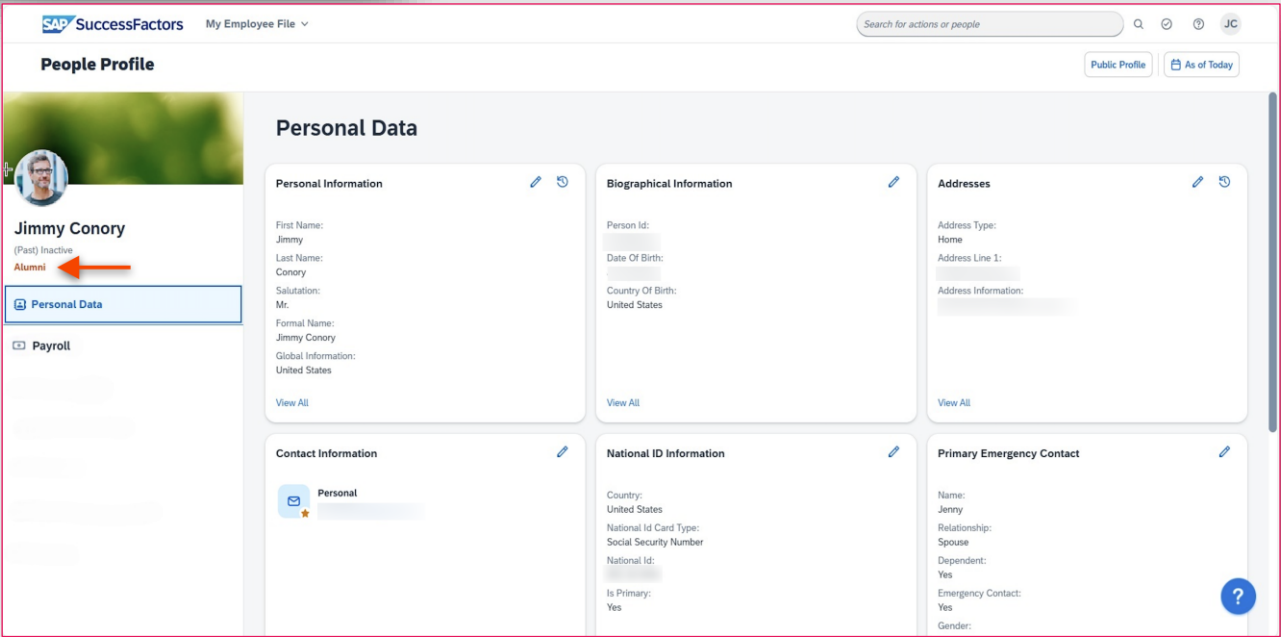 SAP SuccessFactors My Employee File
Search for actions or people
JC
People Profile
Public Profile
As of Today
Jimmy Conory
(Past) Inactive
Alumni
Personal Data
Payroll
Personal Data
Personal Information
First Name:
Jimmy
Last Name:
Conory
Salutation:
Mr.
Formal Name:
Jimmy Conory
Global Information:
United States
View All
Biographical Information
Person Id:
Date Of Birth:
Country Of Birth:
United States
View All
Addresses
Address Type:
Home
Address Line 1:
Address Information:
View All
Contact Information
Personal
National ID Information
Country:
United States
National Id Card Type:
Social Security Number
National Id:
Is Primary:
Yes
Primary Emergency Contact
Name:
Jenny
Relationship:
Spouse
Dependent:
Yes
Emergency Contact:
Yes
Gender:
?